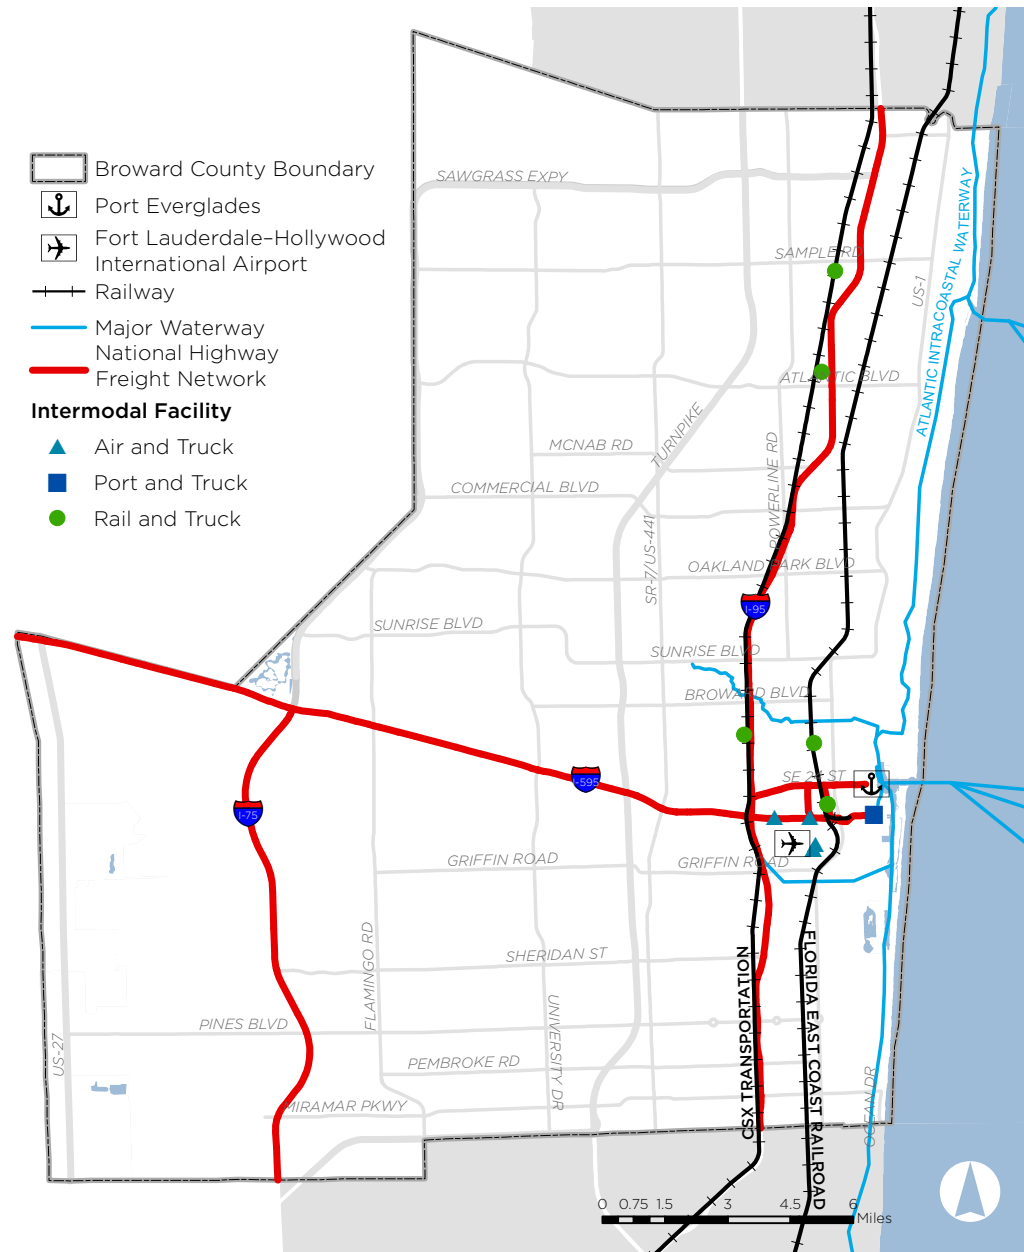 Broward County Boundary
Port Everglades
Fort Lauderdale–Hollywood
International Airport
Railway
Major Waterway
National Highway
Freight Network
Intermodal Facility
Air and Truck
Port and Truck
Rail and Truck
SAWGRASS EXPY
SAMPLE RD
US-1
ATLANTIC INTRACOASTAL WATERWAY
ATLANTIC BLVD
TURNPIKE
MCNAB RD
POWERLINE RD
COMMERCIAL BLVD
SR-7/US-441
OAKLAND PARK BLVD
I-95
SUNRISE BLVD
SUNRISE BLVD
BROWARD BLVD
SE 24 ST
I-595
I-75
GRIFFIN ROAD
GRIFFIN ROAD
FLAMINGO RD
SHERIDAN ST
CSX TRANSPORTATION
FLORIDA EAST COAST RAILROAD
UNIVERSITY DR
PINES BLVD
US-27
PEMBROKE RD
OCEAN DR
MIRAMAR PKWY
0 0.75 1.5 3 4.5 6
Miles